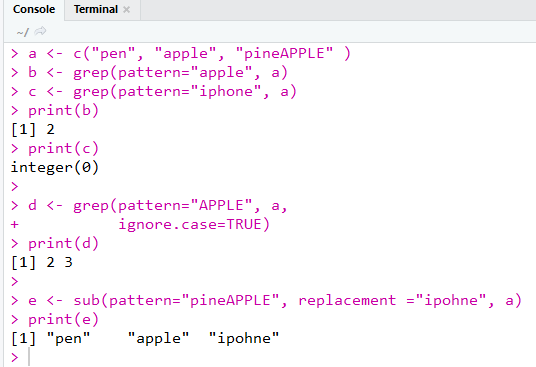 Console Terminal ×
~/
> a <- c("pen", "apple", "pineAPPLE" )
> b <- grep(pattern="apple", a)
> c <- grep(pattern="iphone", a)
> print(b)
[1] 2
> print(c)
integer(0)
>
> d <- grep(pattern="APPLE", a,
+           ignore.case=TRUE)
> print(d)
[1] 2 3
>
> e <- sub(pattern="pineAPPLE", replacement ="ipohne", a)
> print(e)
[1] "pen"    "apple"  "ipohne"
>